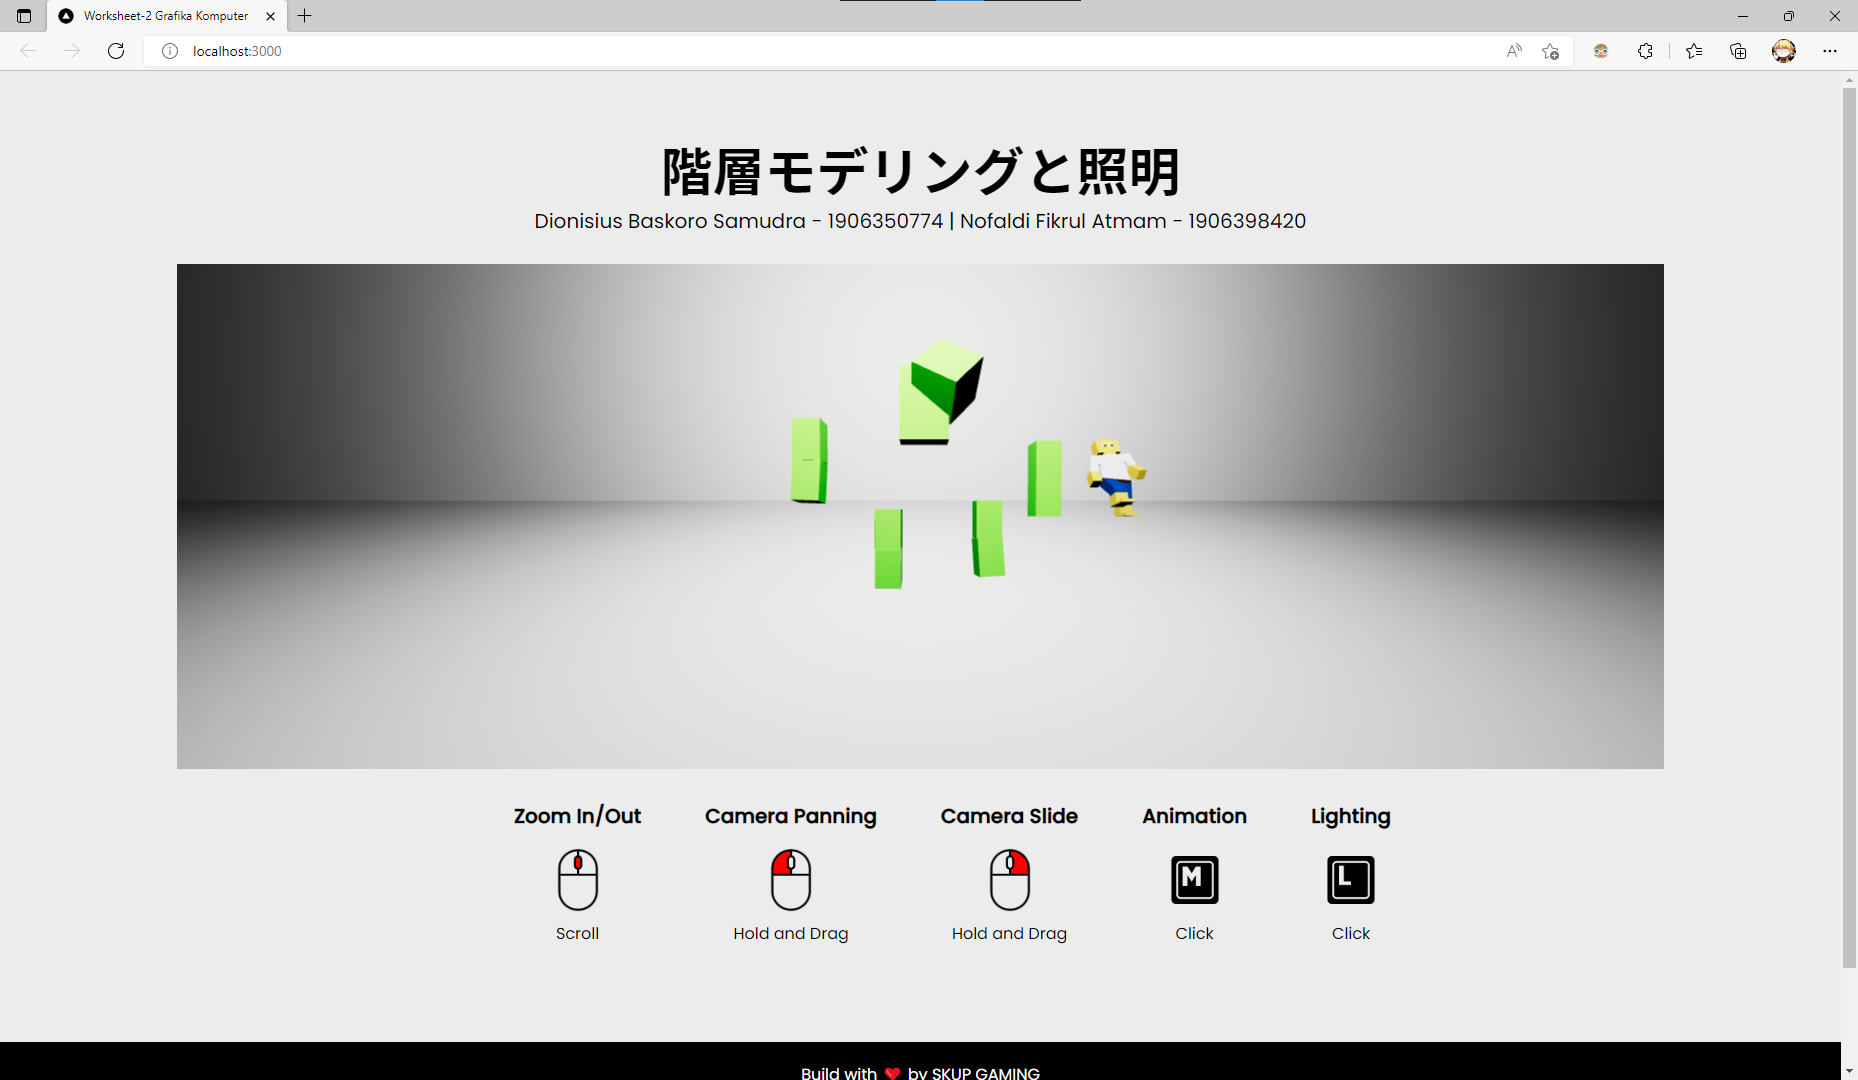 Worksheet-2 Grafika Komputer
localhost:3000
階層モデリングと照明
Dionisius Baskoro Samudra - 1906350774 | Nofaldi Fikrul Atmam - 1906398420
Zoom In/Out
Camera Panning
Camera Slide
Animation
Lighting
M
L
Scroll
Hold and Drag
Hold and Drag
Click
Click
Build with ❤️ by SKUP GAMING